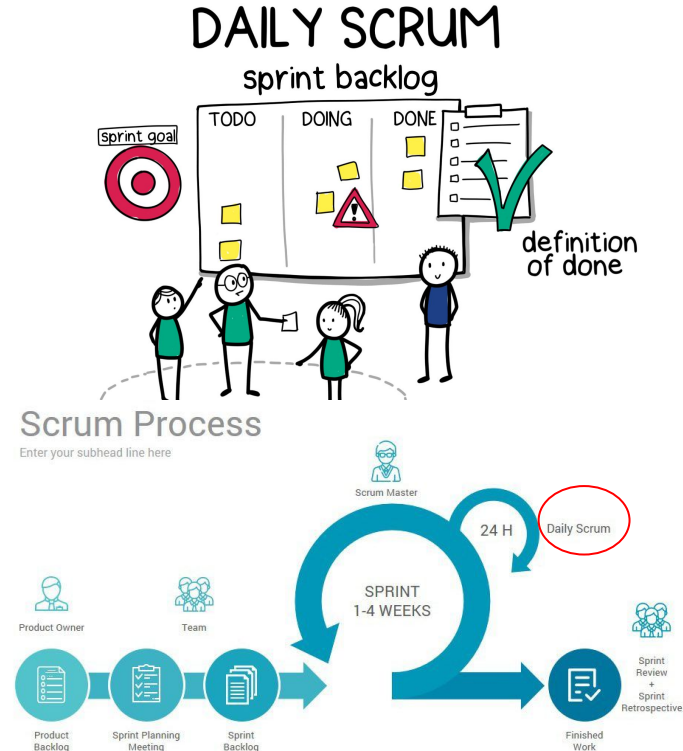 DAILY SCRUM
sprint backlog
sprint goal
TODO
DOING
DONE
definition
of done
Scrum Process
Enter your subhead line here
Scrum Master
24 H
Daily Scrum
SPRINT
1-4 WEEKS
Product Owner
Team
Sprint
Review
+
Sprint
Retrospective
Product
Backlog
Sprint Planning
Meeting
Sprint
Backlog
Finished
Work